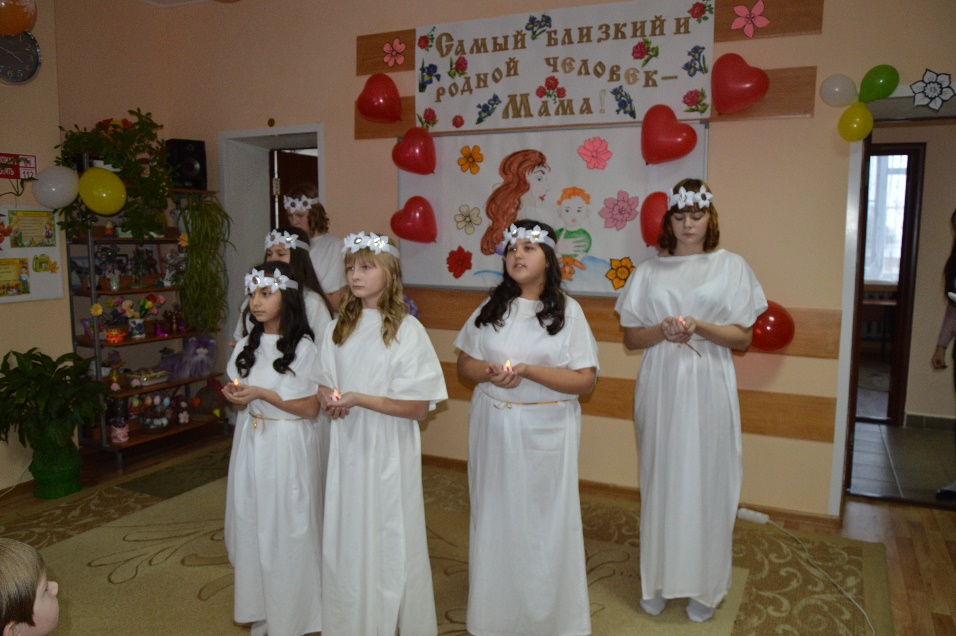 Самый близкий и
родной человек –
Мама!